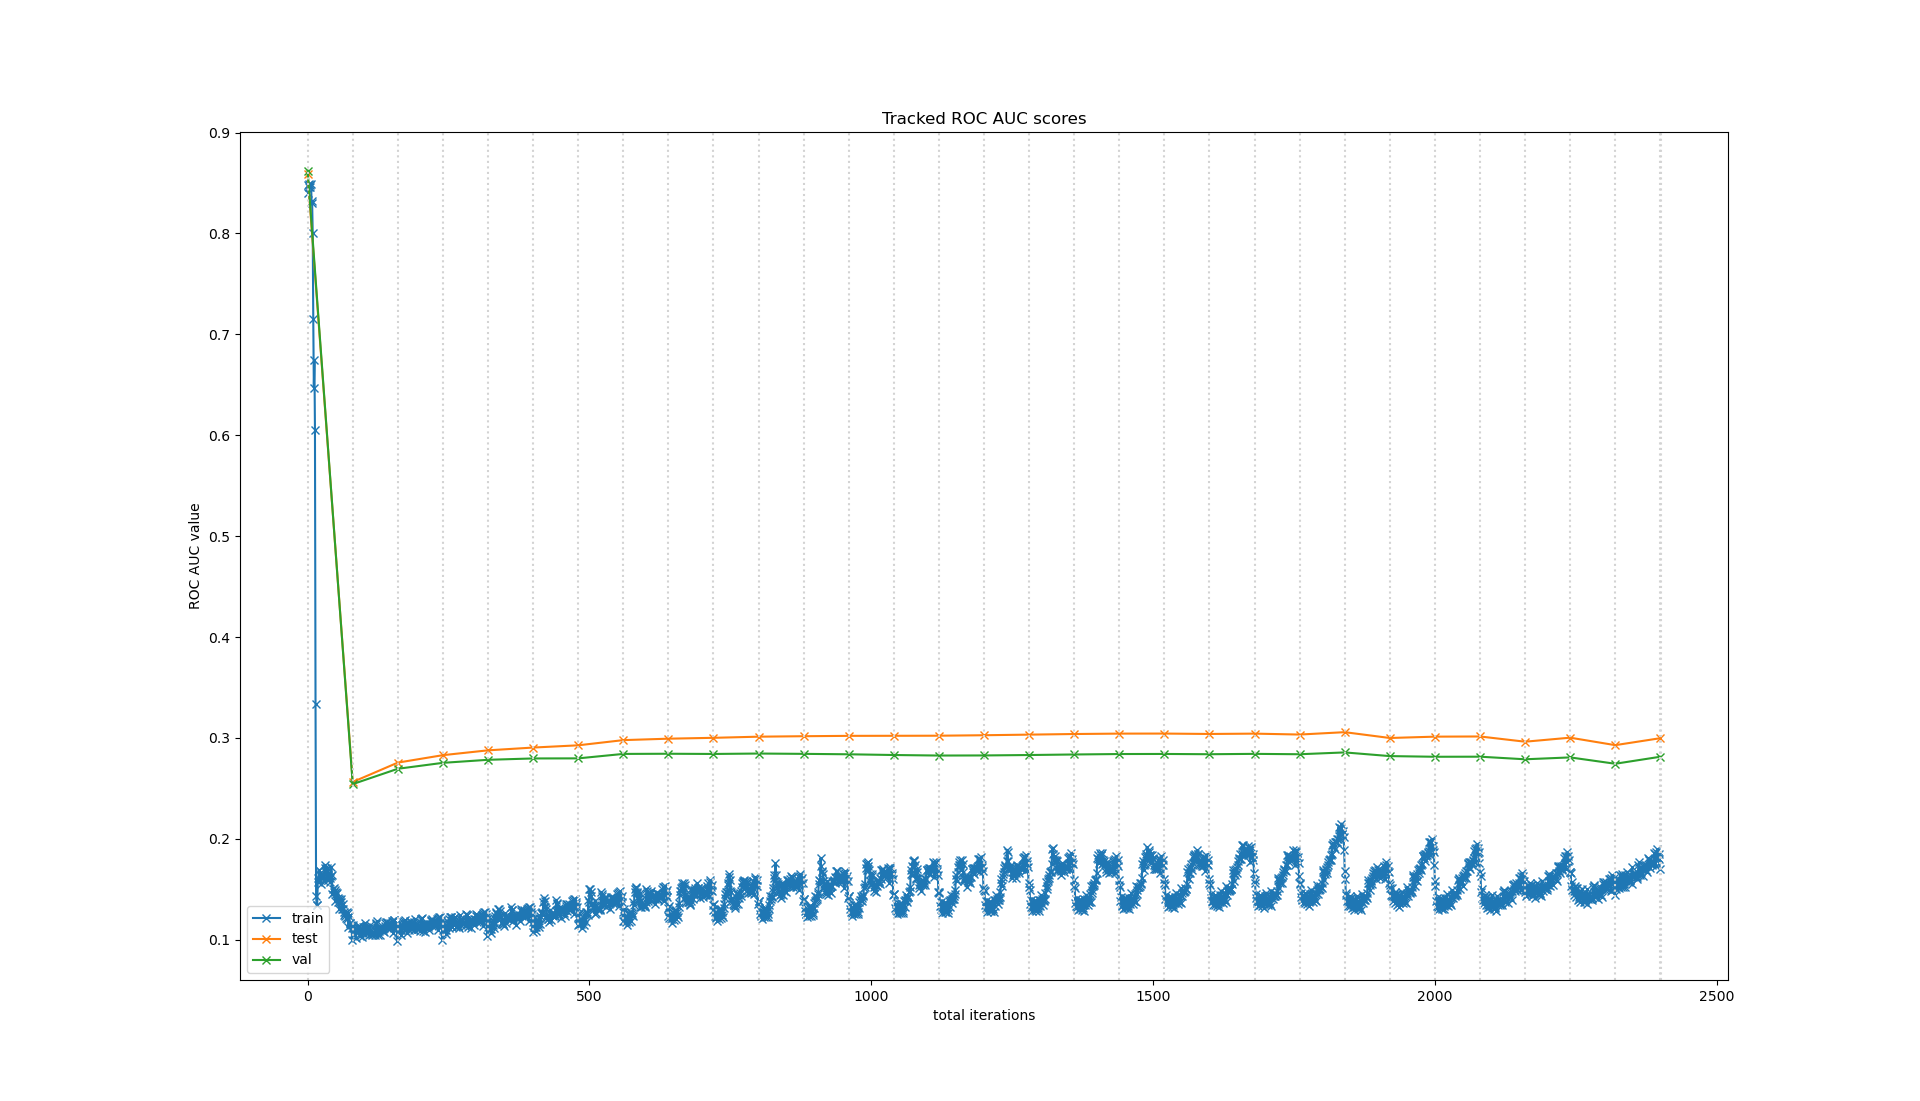 Tracked ROC AUC scores
0.9
0.8
0.7
0.6
0.5
0.4
0.3
0.2
0.1
ROC AUC value
train
test
val
0
500
1000
1500
2000
2500
total iterations